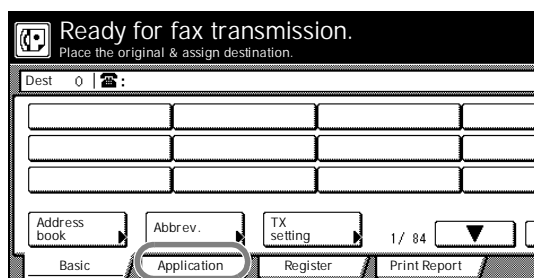 Ready for fax transmission.
Place the original & assign destination.
Dest 0 ☎:
Address
book
Abbrev.
TX
setting
1/ 84
Basic
Application
Register
Print Report